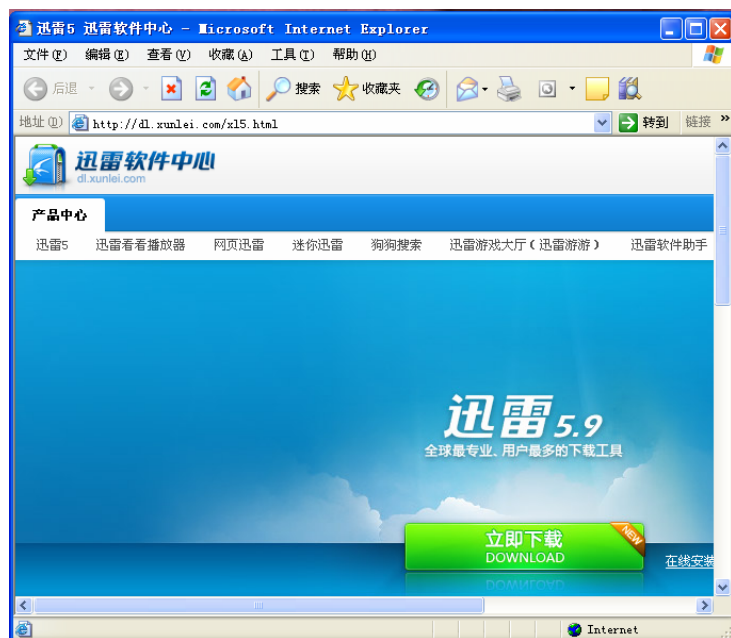 迅雷5 迅雷软件中心 - Microsoft Internet Explorer
文件(F) 编辑(E) 查看(V) 收藏(A) 工具(T) 帮助(H)
后退 搜索 收藏夹
地址(D) http://dl.xunlei.com/xl5.html 转到 链接 »
迅雷软件中心
dl.xunlei.com
产品中心
迅雷5 迅雷看看播放器 网页迅雷 迷你迅雷 狗狗搜索 迅雷游戏大厅(迅雷游游) 迅雷软件助手
迅雷5.9
全球最专业、用户最多的下载工具
立即下载 NEW
DOWNLOAD
在线安装
Internet